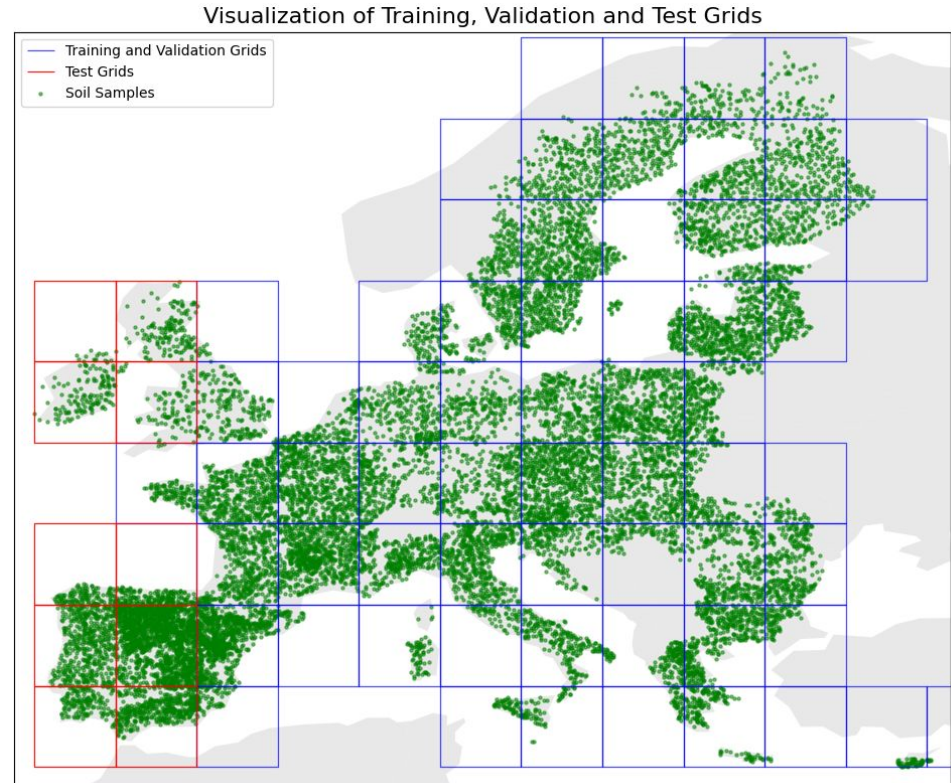 Visualization of Training, Validation and Test Grids
Training and Validation Grids
Test Grids
Soil Samples